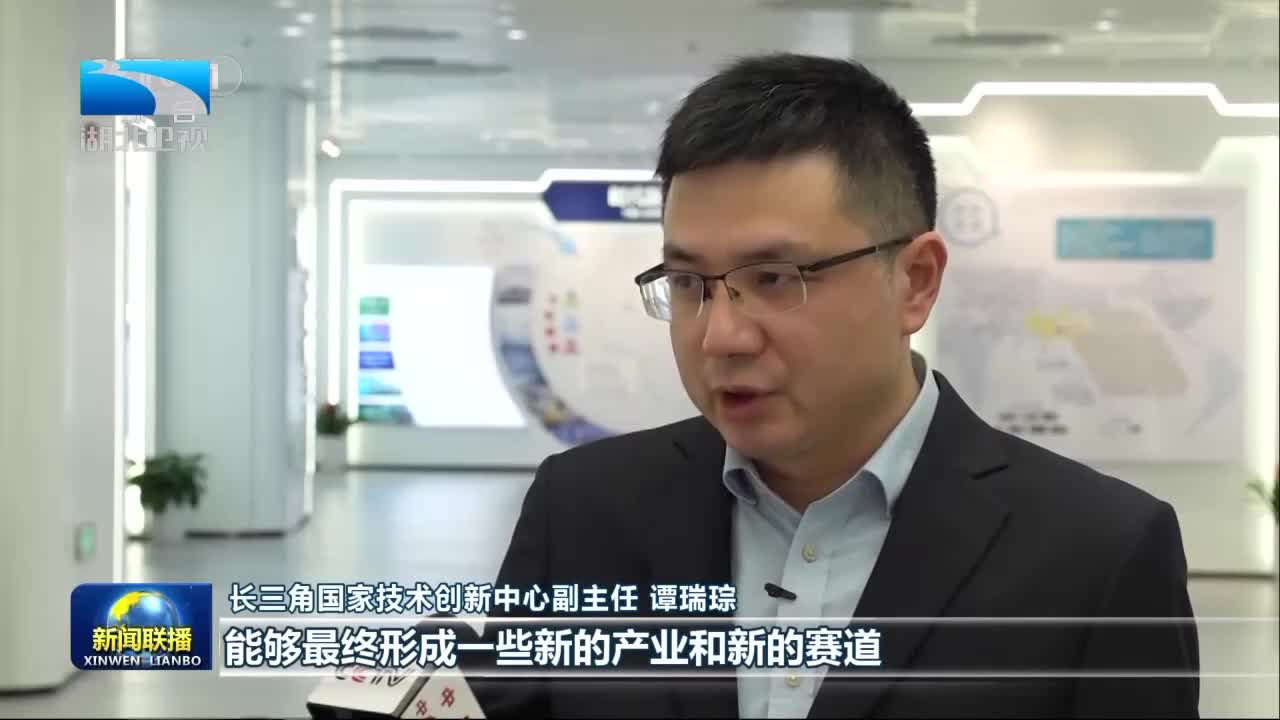 湖北卫视
长三角国家技术创新中心副主任 谭瑞琮
新闻联播
XINWEN LIANBO
能够最终形成一些新的产业和新的赛道
CCTV